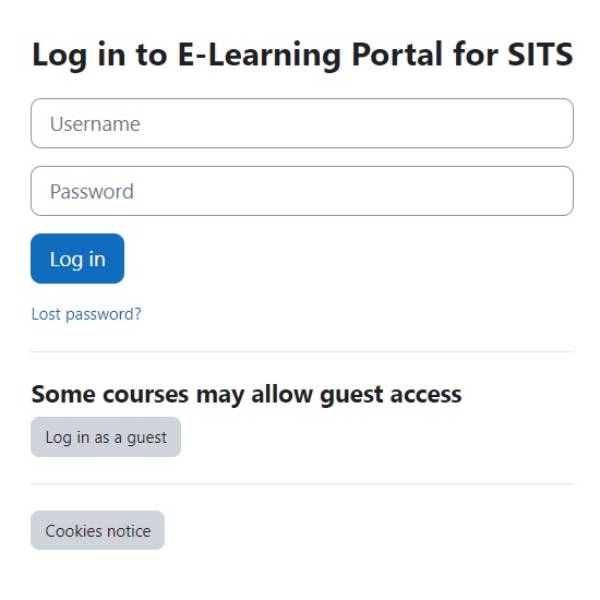 Log in to E-Learning Portal for SITS
Username
Password
Log in
Lost password?
Some courses may allow guest access
Log in as a guest
Cookies notice